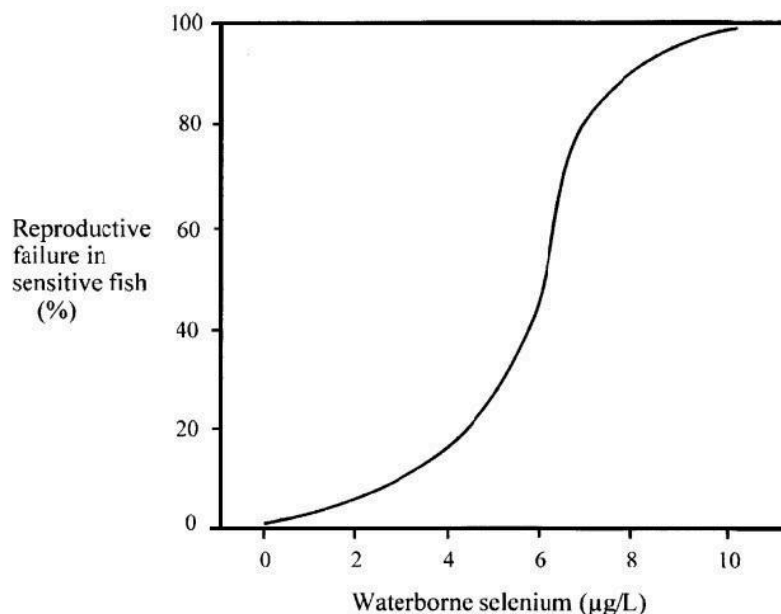 100
80
60
40
20
0
Reproductive
failure in
sensitive fish
(%)
0 2 4 6 8 10
Waterborne selenium (µg/L)